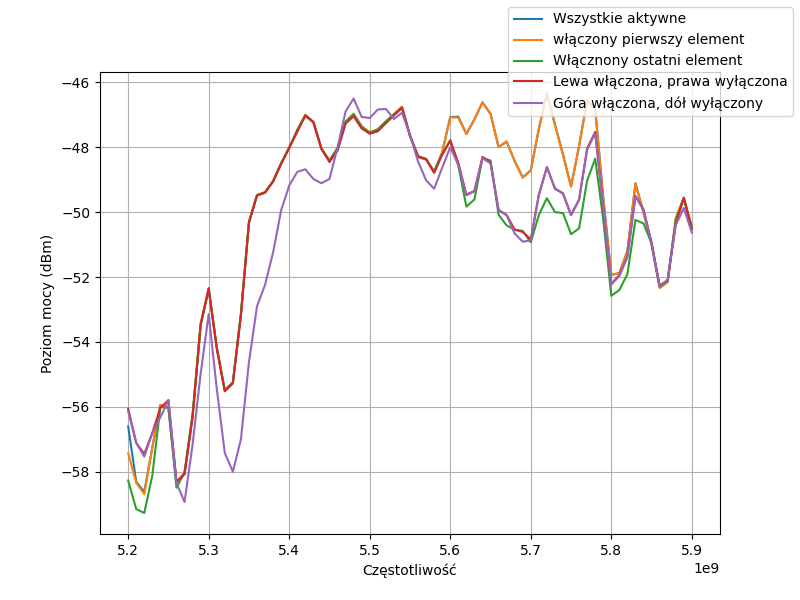 Wszystkie aktywne
włączony pierwszy element
Włącznony ostatni element
Lewa włączona, prawa wyłączona
Góra włączona, dół wyłączony
−46
−48
−50
−52
−54
−56
−58
Poziom mocy (dBm)
5.2 5.3 5.4 5.5 5.6 5.7 5.8 5.9
1e9
Częstotliwość